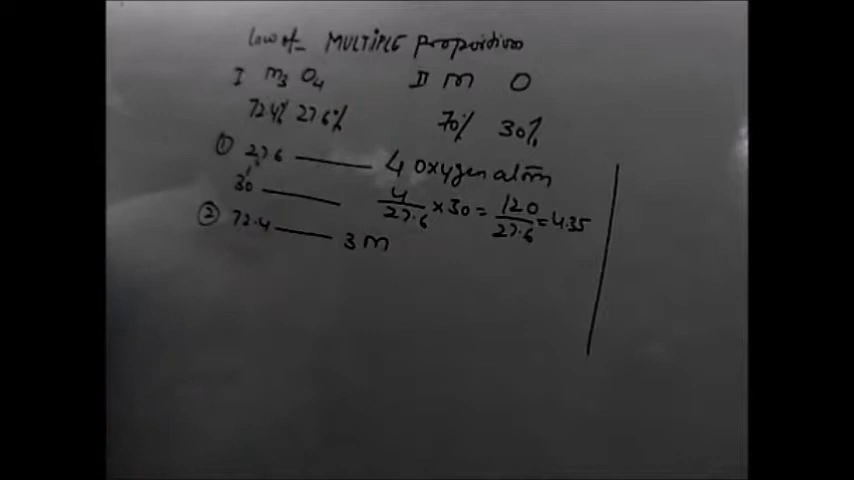 Law of MULTIPLE proportion
I M3 O4 II M O
72.4% 27.6% 70% 30%
① 27.6 —— 4 oxygen atom
30 —— 4/27.6 × 30 = 120/27.6 = 4.35
② 72.4 —— 3 M